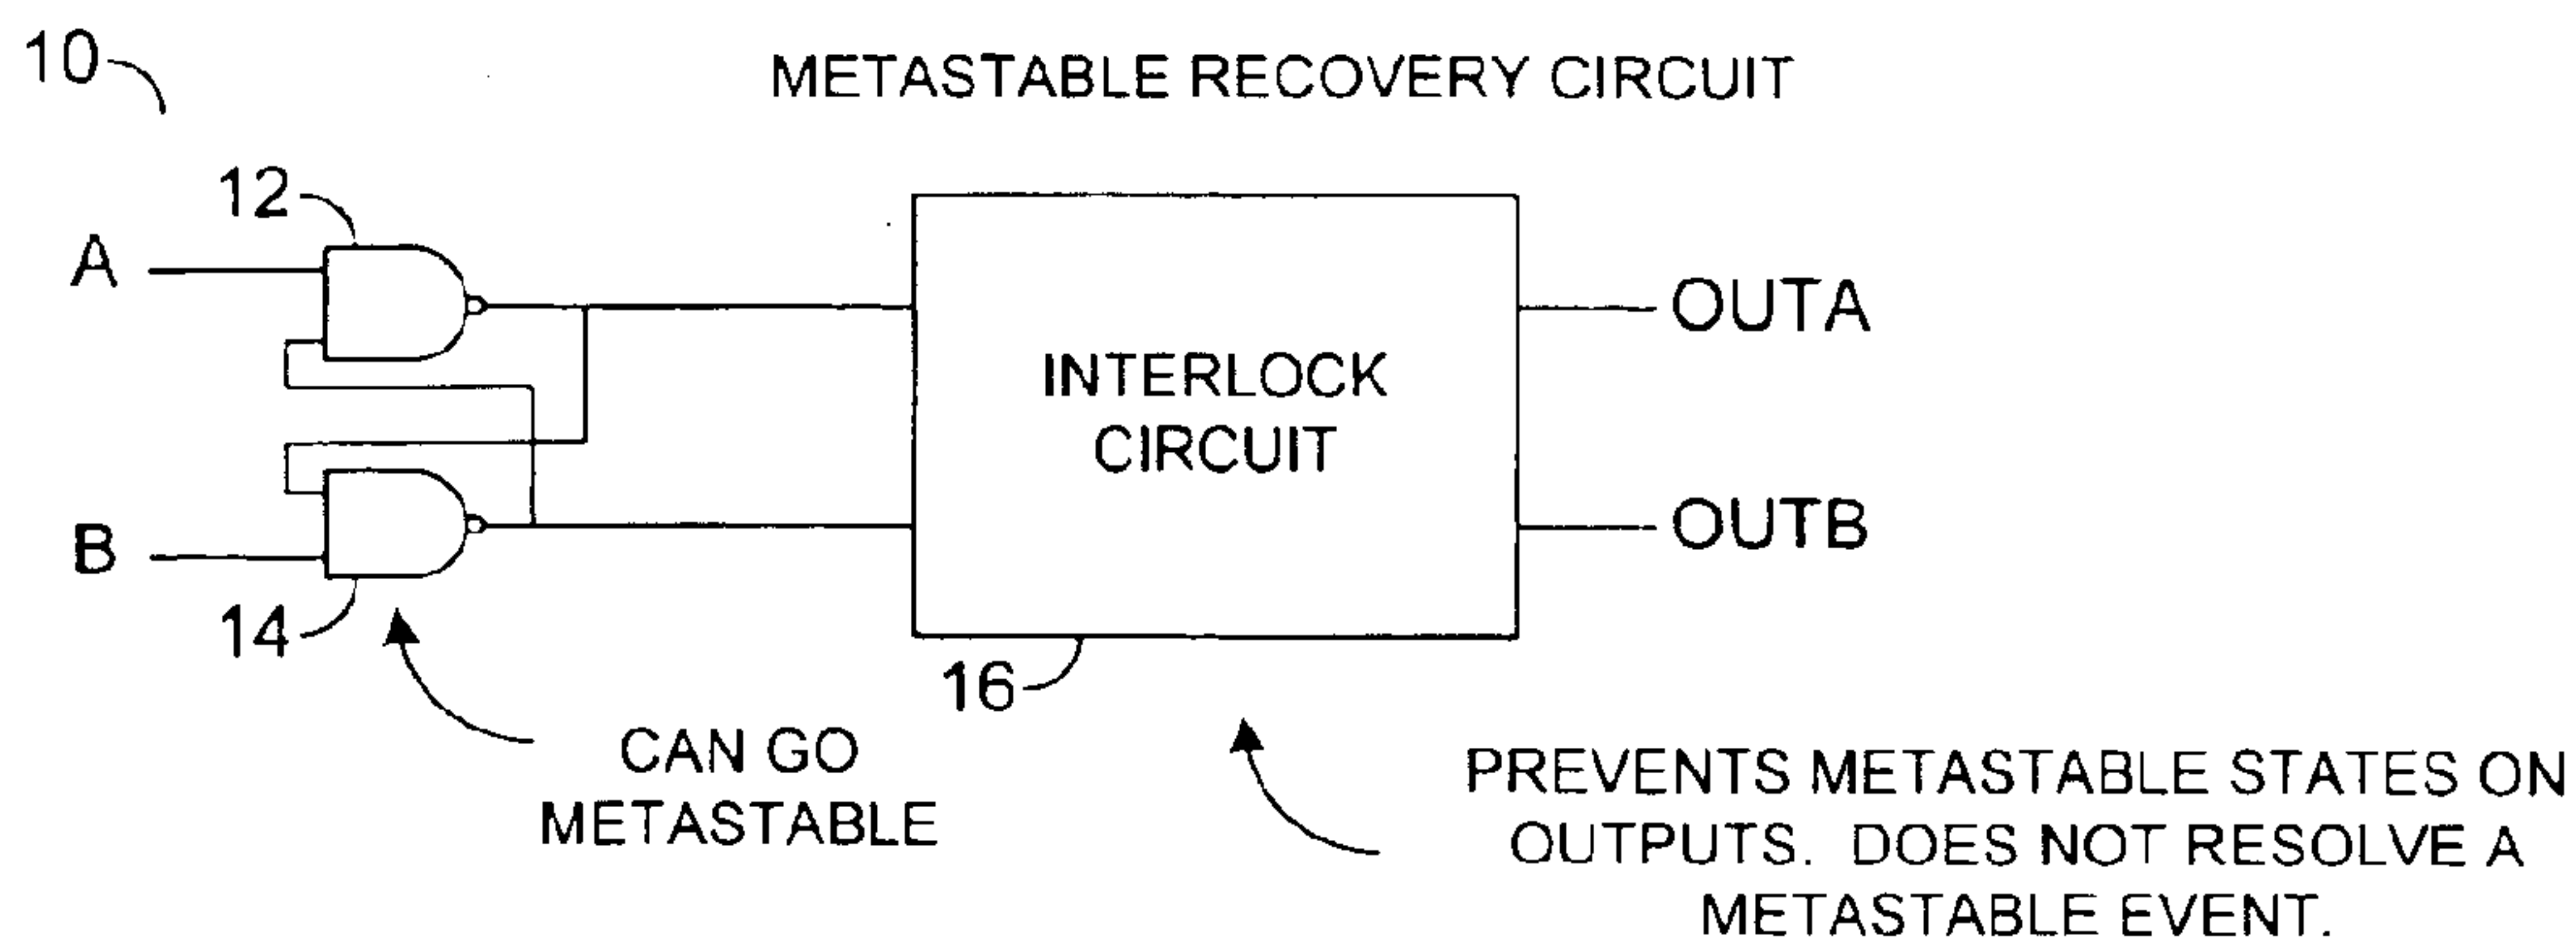 10
METASTABLE RECOVERY CIRCUIT
12
A
OUTA
INTERLOCK
CIRCUIT
B
OUTB
14
16
CAN GO
METASTABLE
PREVENTS METASTABLE STATES ON
OUTPUTS. DOES NOT RESOLVE A
METASTABLE EVENT.